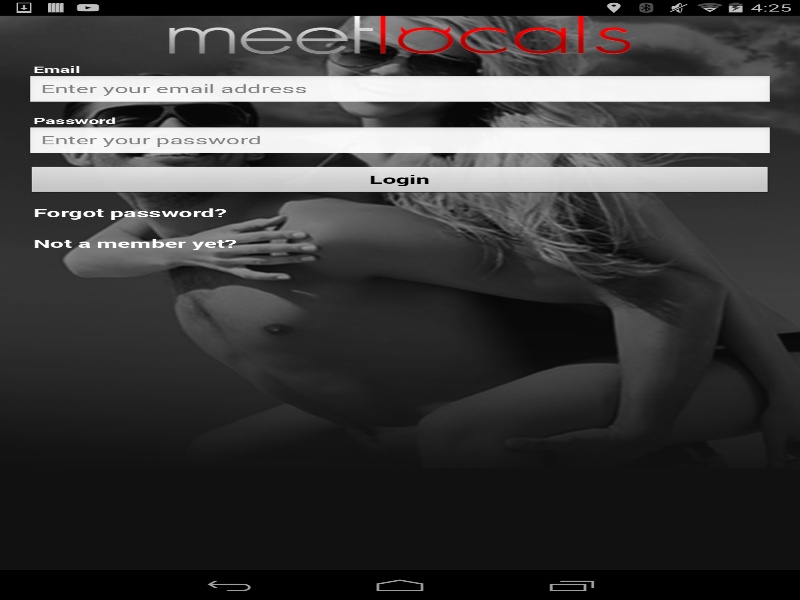 4:25
meetlocals
Email
Enter your email address
Password
Enter your password
Login
Forgot password?
Not a member yet?